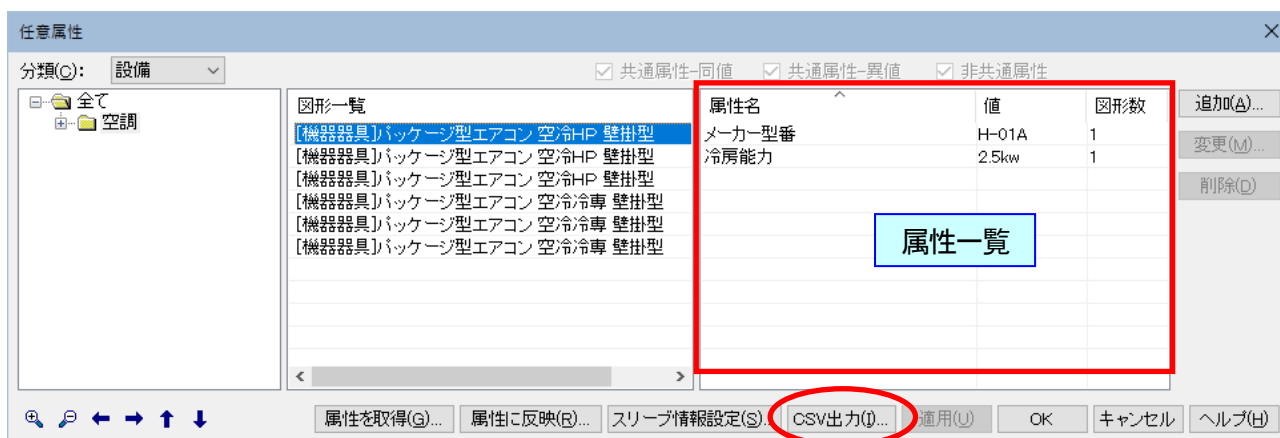 任意属性
分類(C): 設備 共通属性-同値 共通属性-異値 非共通属性
全て
空調
図形一覧
[機器器具]パッケージ型エアコン 空冷HP 壁掛型
[機器器具]パッケージ型エアコン 空冷HP 壁掛型
[機器器具]パッケージ型エアコン 空冷HP 壁掛型
[機器器具]パッケージ型エアコン 空冷冷専 壁掛型
[機器器具]パッケージ型エアコン 空冷冷専 壁掛型
[機器器具]パッケージ型エアコン 空冷冷専 壁掛型
属性名 値 図形数
メーカー型番 H-01A 1
冷房能力 2.5kw 1
属性一覧
追加(A)...
変更(M)...
削除(D)
属性を取得(G)... 属性に反映(R)... スリーブ情報設定(S)... CSV出力(I)... 適用(U) OK キャンセル ヘルプ(H)